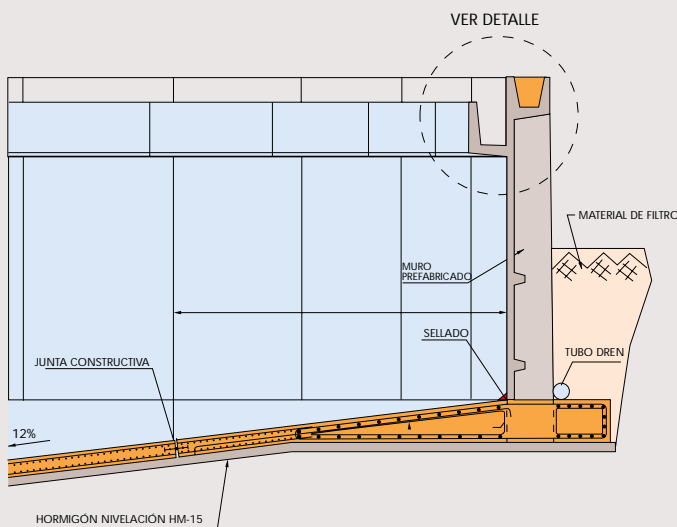 VER DETALLE
MATERIAL DE FILTRO
MURO
PREFABRICADO
SELLADO
TUBO DREN
JUNTA CONSTRUCTIVA
12%
HORMIGÓN NIVELACIÓN HM-15